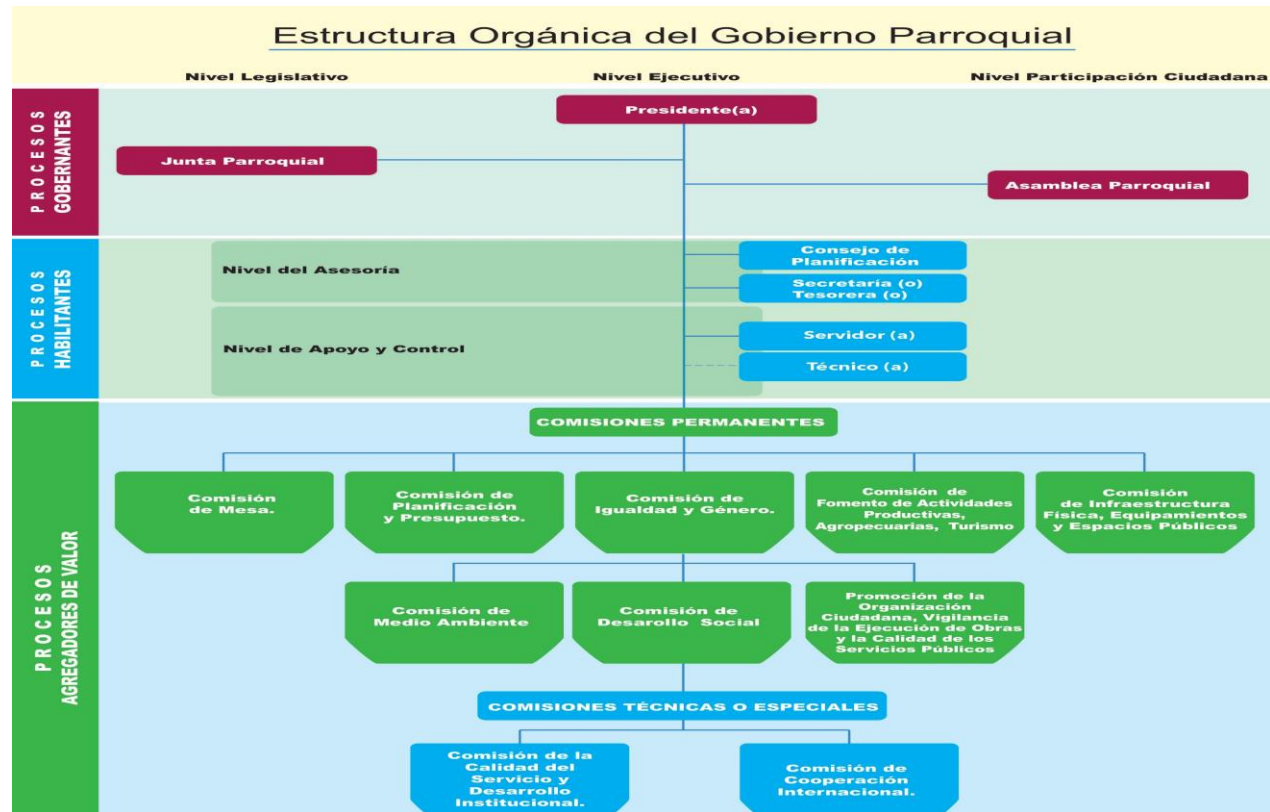 Estructura Orgánica del Gobierno Parroquial
Nivel Legislativo
Nivel Ejecutivo
Nivel Participación Ciudadana
PROCESOS
GOBERNANTES
Presidente(a)
Junta Parroquial
Asamblea Parroquial
PROCESOS
HABILITANTES
Nivel del Asesoría
Consejo de
Planificación
Secretaria (o)
Tesorera (o)
Nivel de Apoyo y Control
Servidor (a)
Técnico (a)
PROCESOS
AGREGADORES DE VALOR
COMISIONES PERMANENTES
Comisión
de Mesa.
Comisión de
Planificación
y Presupuesto.
Comisión de
Igualdad y Género.
Comisión de
Fomento de Actividades
Productivas,
Agropecuarias, Turismo
Comisión
de Infraestructura
Física, Equipamientos
y Espacios Públicos
Comisión de
Medio Ambiente
Comisión de
Desarollo Social
Promoción de la
Organización
Ciudadana, Vigilancia
de la Ejecución de Obras
y la Calidad de los
Servicios Públicos
COMISIONES TÉCNICAS O ESPECIALES
Comisión de la
Calidad del
Servicio y
Desarrollo
Institucional.
Comisión de
Cooperación
Internacional.